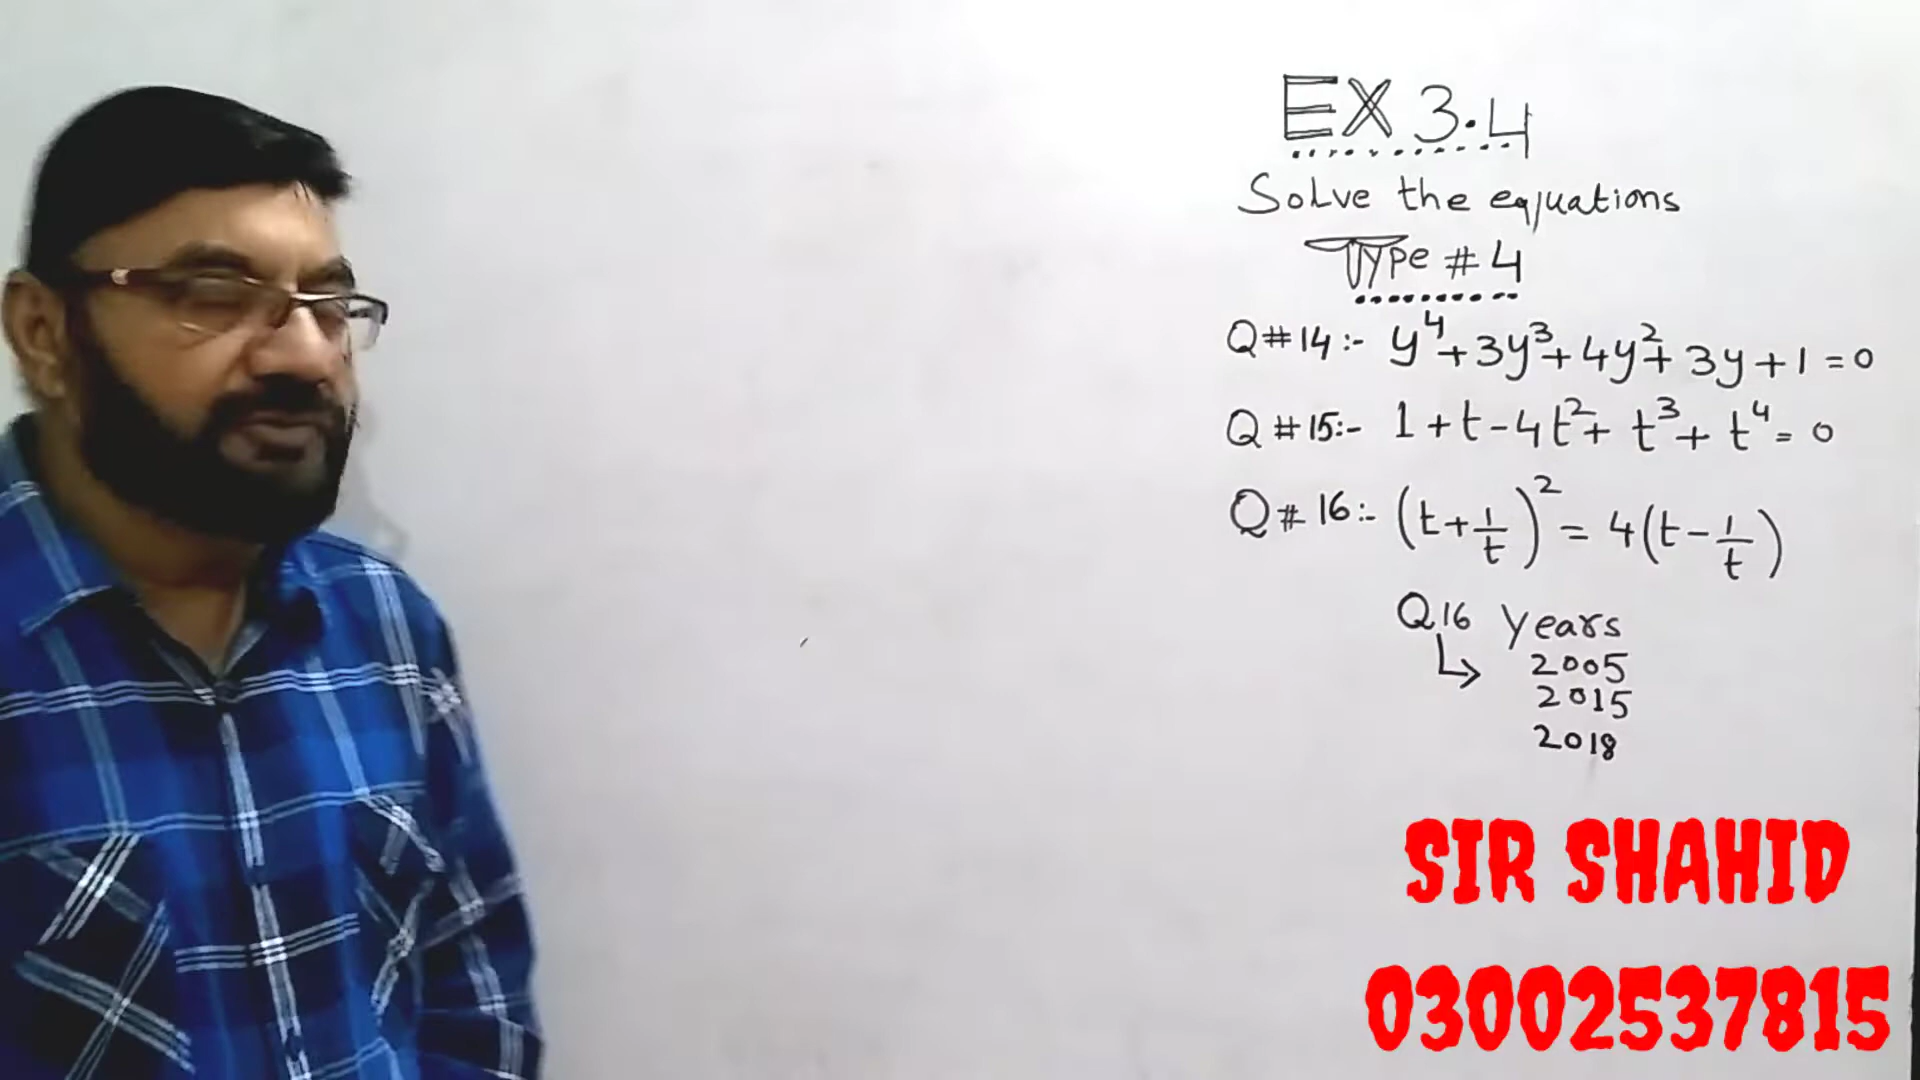 EX 3.4
Solve the equations
Type # 4
Q#14:- y⁴+3y³+4y²+3y+1=0
Q#15:- 1+t-4t²+t³+t⁴=0
Q#16:- (t+1/t)²=4(t-1/t)
Q16 Years
↳ 2005
2015
2018
SIR SHAHID
03002537815